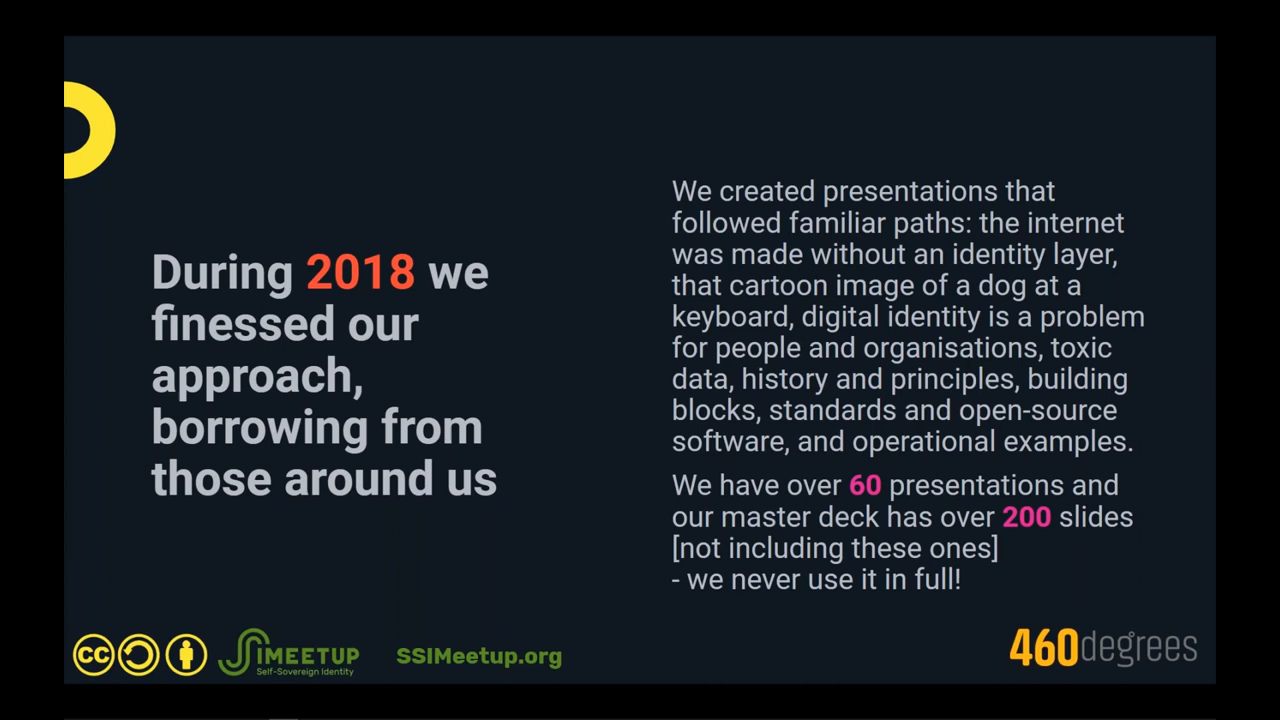 During 2018 we
finessed our
approach,
borrowing from
those around us
We created presentations that
followed familiar paths: the internet
was made without an identity layer,
that cartoon image of a dog at a
keyboard, digital identity is a problem
for people and organisations, toxic
data, history and principles, building
blocks, standards and open-source
software, and operational examples.
We have over 60 presentations and
our master deck has over 200 slides
[not including these ones]
- we never use it in full!
cc
SSIMEETUP
Self-Sovereign Identity
SSIMeetup.org
460degrees